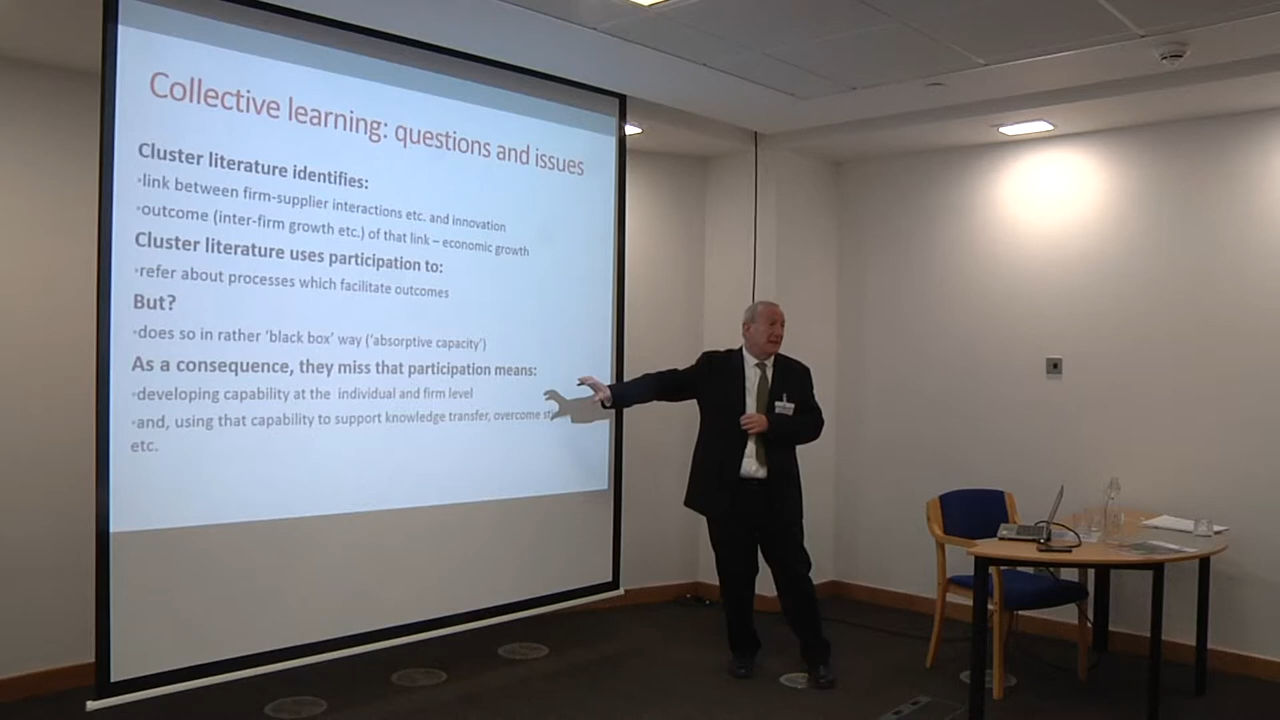 Collective learning: questions and issues
Cluster literature identifies:
•link between firm-supplier interactions etc. and innovation
•outcome (inter-firm growth etc.) of that link – economic growth
Cluster literature uses participation to:
•refer about processes which facilitate outcomes
But?
•does so in rather ‘black box’ way (‘absorptive capacity’)
As a consequence, they miss that participation means:
•developing capability at the individual and firm level
•and, using that capability to support knowledge transfer, overcome
etc.